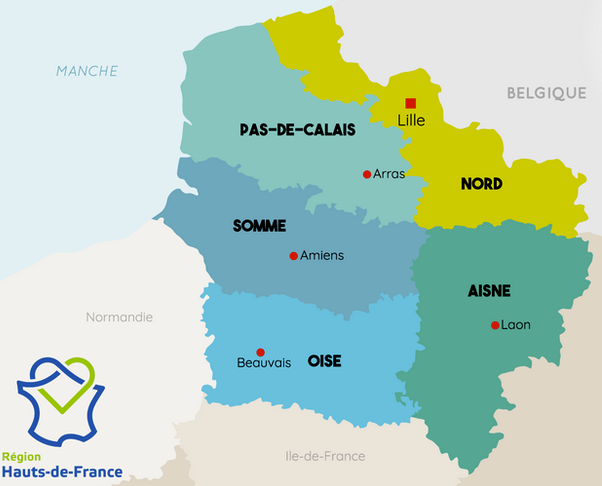 MANCHE
BELGIQUE
Lille
PAS-DE-CALAIS
Arras
NORD
SOMME
Amiens
AISNE
Normandie
Laon
Beauvais
OISE
Ile-de-France
Région
Hauts-de-France